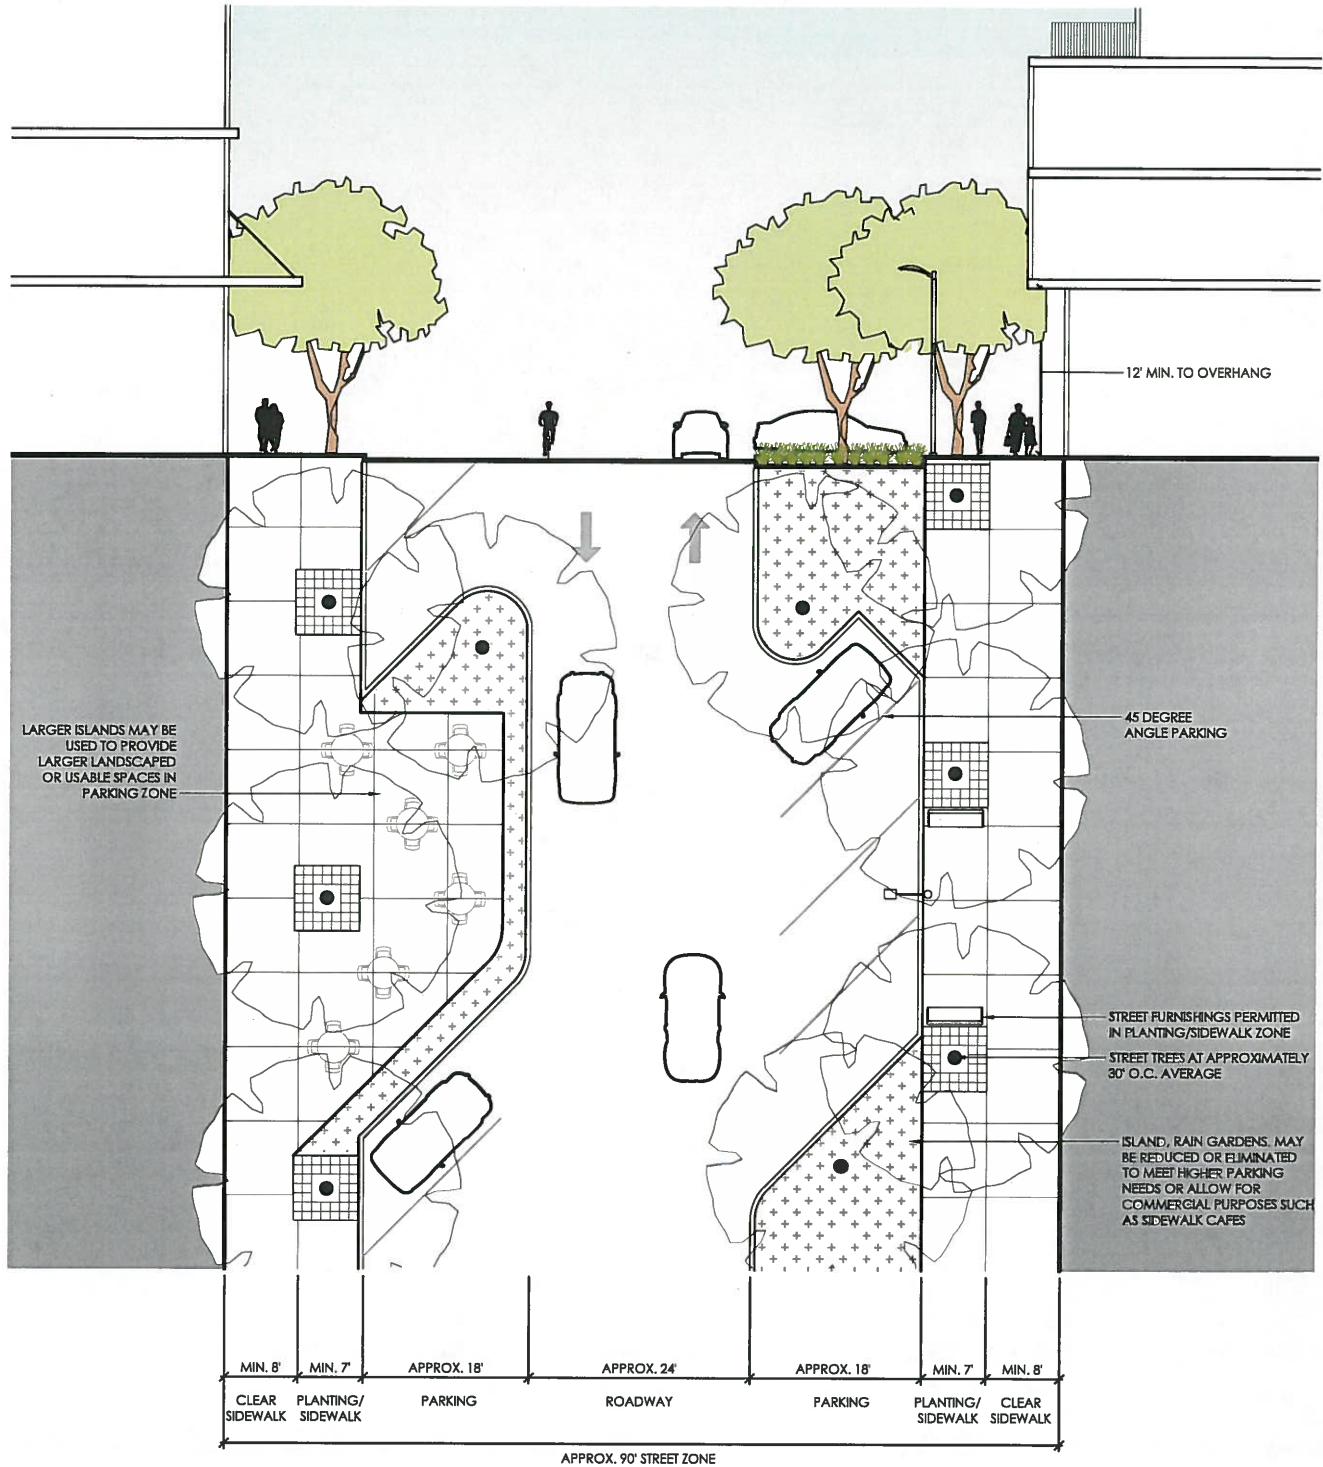 12' MIN. TO OVERHANG
LARGER ISLANDS MAY BE
USED TO PROVIDE
LARGER LANDSCAPED
OR USABLE SPACES IN
PARKING ZONE
45 DEGREE
ANGLE PARKING
STREET FURNISHINGS PERMITTED
IN PLANTING/SIDEWALK ZONE
STREET TREES AT APPROXIMATELY
30' O.C. AVERAGE
ISLAND, RAIN GARDENS. MAY
BE REDUCED OR ELIMINATED
TO MEET HIGHER PARKING
NEEDS OR ALLOW FOR
COMMERCIAL PURPOSES SUCH
AS SIDEWALK CAFES
MIN. 8' MIN. 7' APPROX. 18' APPROX. 24' APPROX. 18' MIN. 7' MIN. 8'
CLEAR PLANTING/ PARKING ROADWAY PARKING PLANTING/ CLEAR
SIDEWALK SIDEWALK SIDEWALK SIDEWALK
APPROX. 90' STREET ZONE